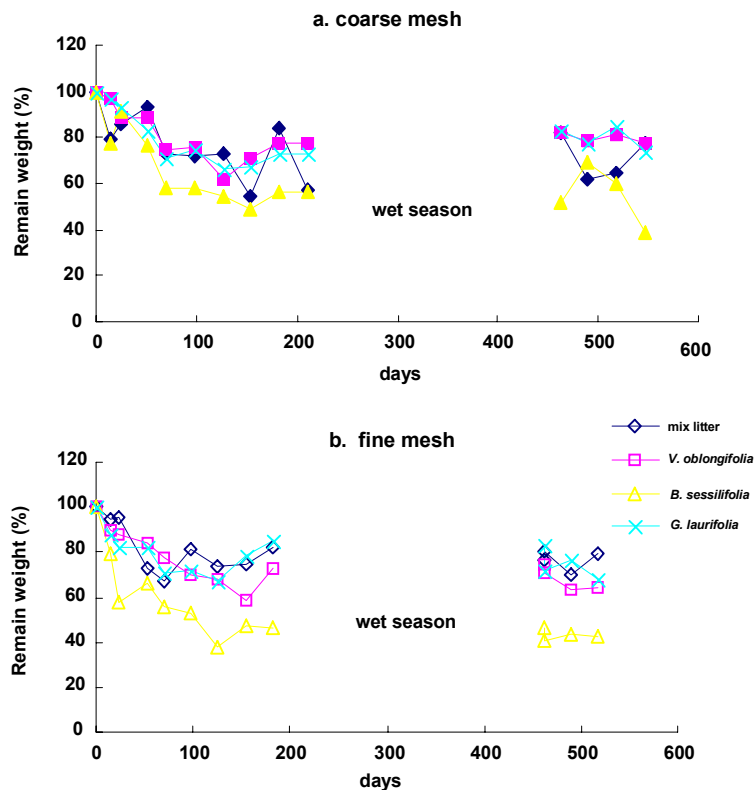 a. coarse mesh
Remain weight (%)
120
100
80
60
40
20
0
wet season
0 100 200 300 400 500 600
days
b. fine mesh
Remain weight (%)
120
100
80
60
40
20
0
wet season
0 100 200 300 400 500 600
days
mix litter
V. oblongifolia
B. sessilifolia
G. laurifolia